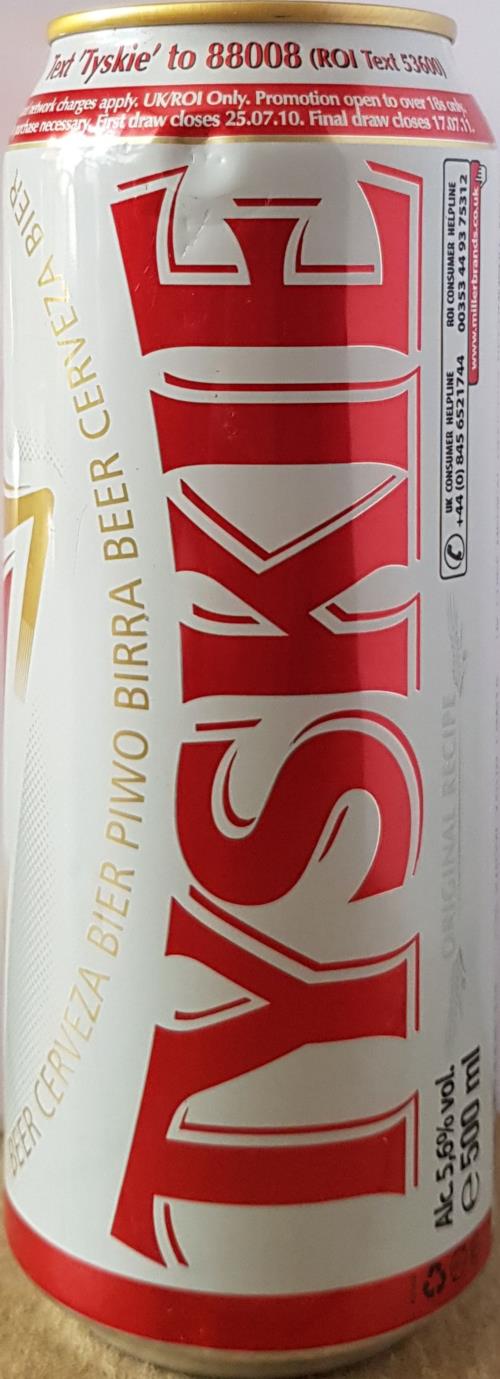 Text 'Tyskie' to 88008 (ROI Text 53600)
network charges apply. UK/ROI Only. Promotion open to over 18s only.
purchase necessary. First draw closes 25.07.10. Final draw closes 17.07.11.
BEER CERVEZA BIER PIWO BIRRA BEER CERVEZA BIER
TYSKIE
UK CONSUMER HELPLINE
+44 (0) 845 6521744
ROI CONSUMER HELPLINE
00353 44 93 75312
www.millerbrands.co.uk
ORIGINAL RECIPE
Alc. 5,6% vol.
e 500 ml